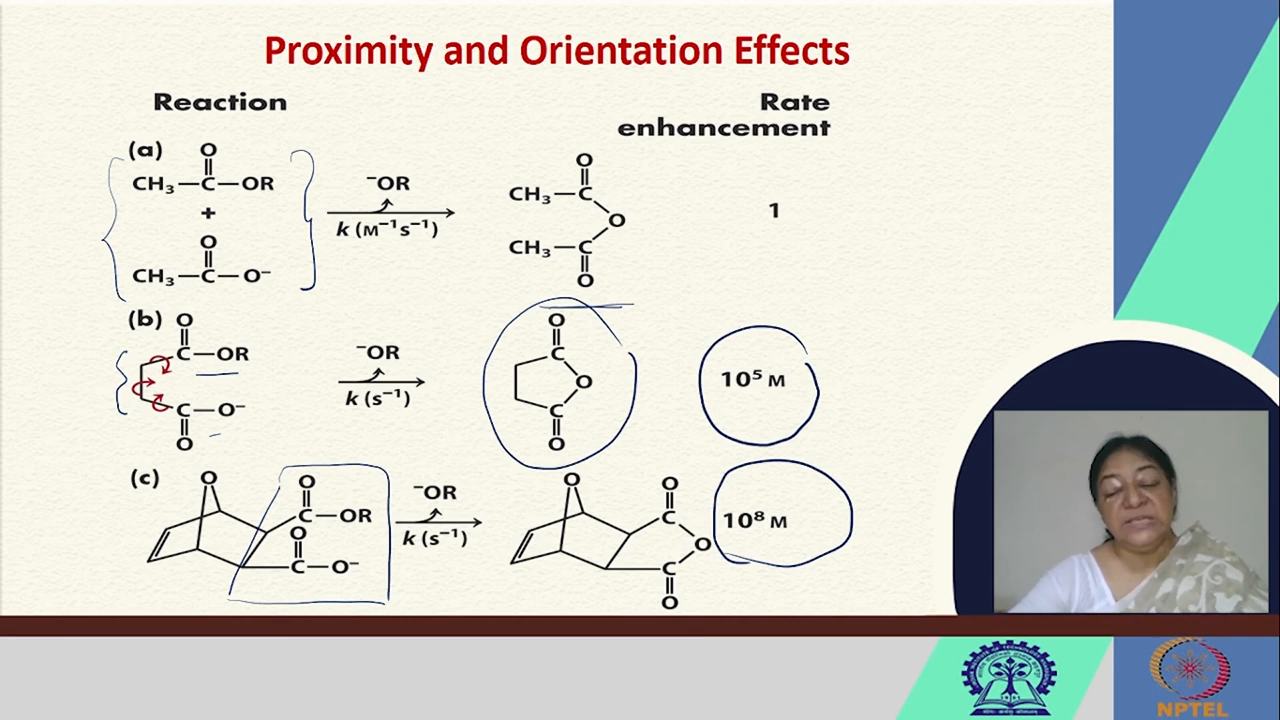 Proximity and Orientation Effects
Reaction
Rate
enhancement
(a)
O
CH₃—C—OR
+
O
CH₃—C—O⁻
⁻OR
k (M⁻¹s⁻¹)
O
CH₃—C
O
CH₃—C
O
1
(b)
O
C—OR
C—O⁻
O
⁻OR
k (s⁻¹)
O
C
O
C
O
10⁵ M
(c)
O
O
C—OR
O
C—O⁻
⁻OR
k (s⁻¹)
O
O
C
O
C
O
10⁸ M
NPTEL